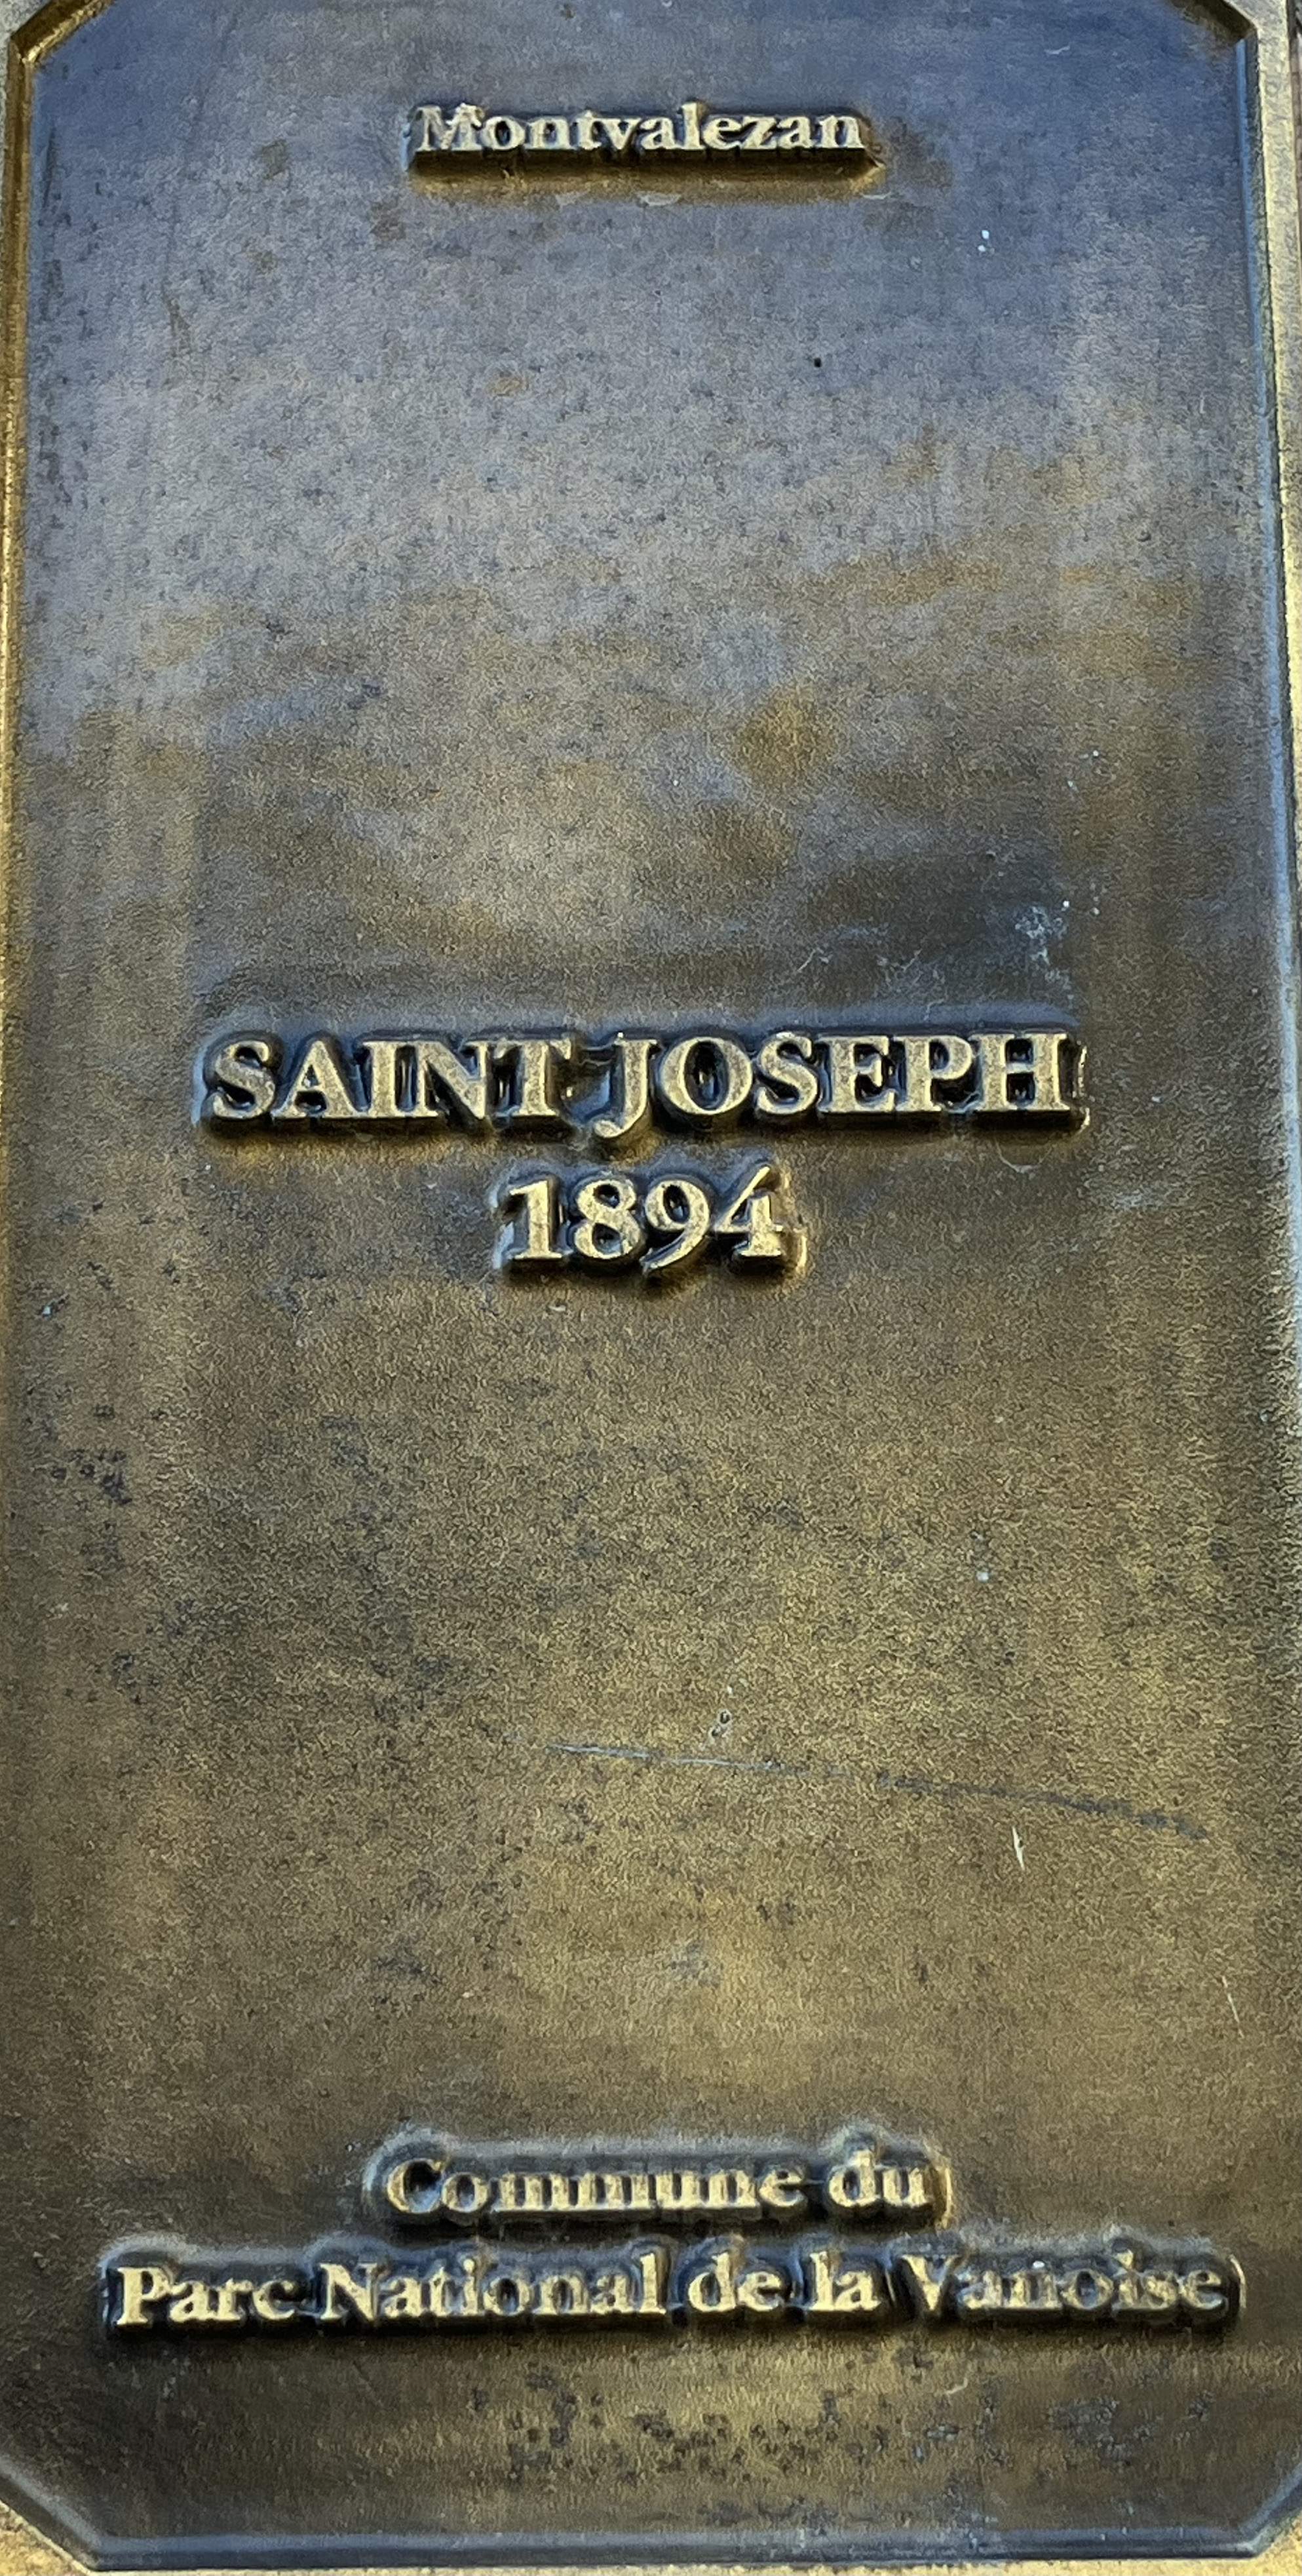 Montvalezan
SAINT JOSEPH
1894
Commune du
Parc National de la Vanoise